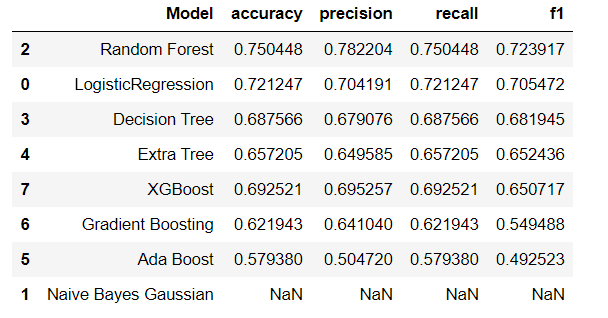 Model accuracy precision recall f1
2 Random Forest 0.750448 0.782204 0.750448 0.723917
0 LogisticRegression 0.721247 0.704191 0.721247 0.705472
3 Decision Tree 0.687566 0.679076 0.687566 0.681945
4 Extra Tree 0.657205 0.649585 0.657205 0.652436
7 XGBoost 0.692521 0.695257 0.692521 0.650717
6 Gradient Boosting 0.621943 0.641040 0.621943 0.549488
5 Ada Boost 0.579380 0.504720 0.579380 0.492523
1 Naive Bayes Gaussian NaN NaN NaN NaN